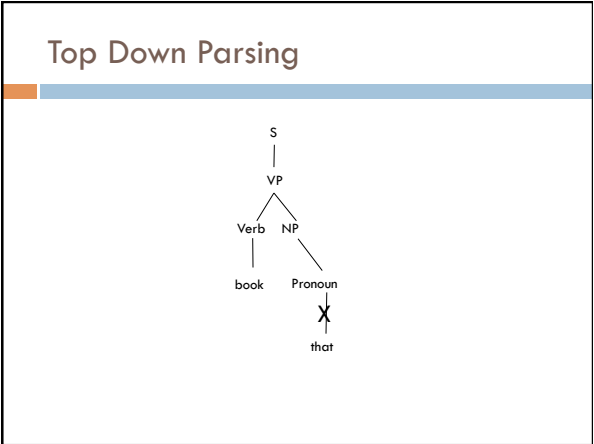 Top Down Parsing
S
VP
Verb NP
book Pronoun
X
that